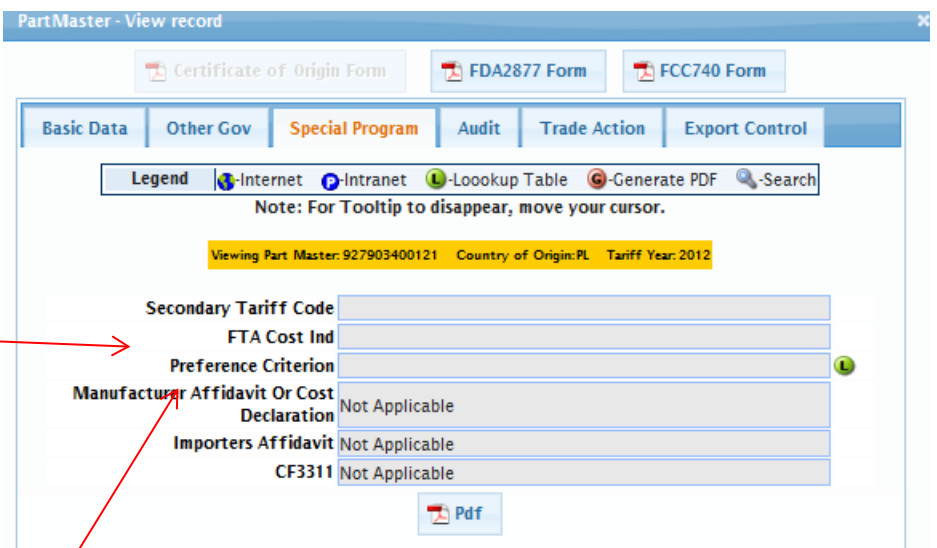 PartMaster - View record
Certificate of Origin Form FDA2877 Form FCC740 Form
Basic Data Other Gov Special Program Audit Trade Action Export Control
Legend -Internet P-Intranet L-Loookup Table G-Generate PDF -Search
Note: For Tooltip to disappear, move your cursor.
Viewing Part Master: 927903400121 Country of Origin:PL Tariff Year: 2012
Secondary Tariff Code
FTA Cost Ind
Preference Criterion L
Manufacturer Affidavit Or Cost
Declaration Not Applicable
Importers Affidavit Not Applicable
CF3311 Not Applicable
Pdf